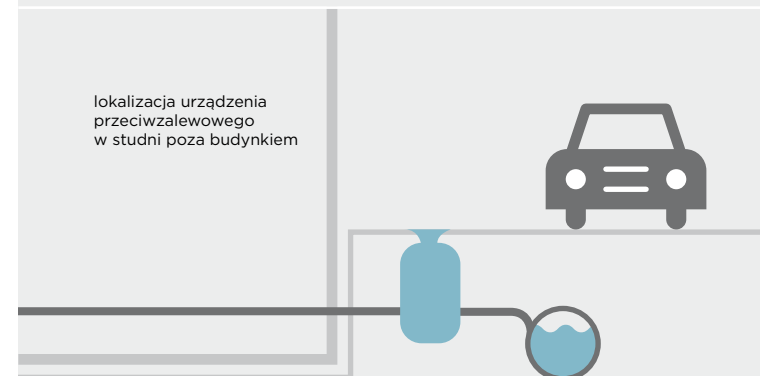 lokalizacja urządzenia
przeciwzalewowego
w studni poza budynkiem